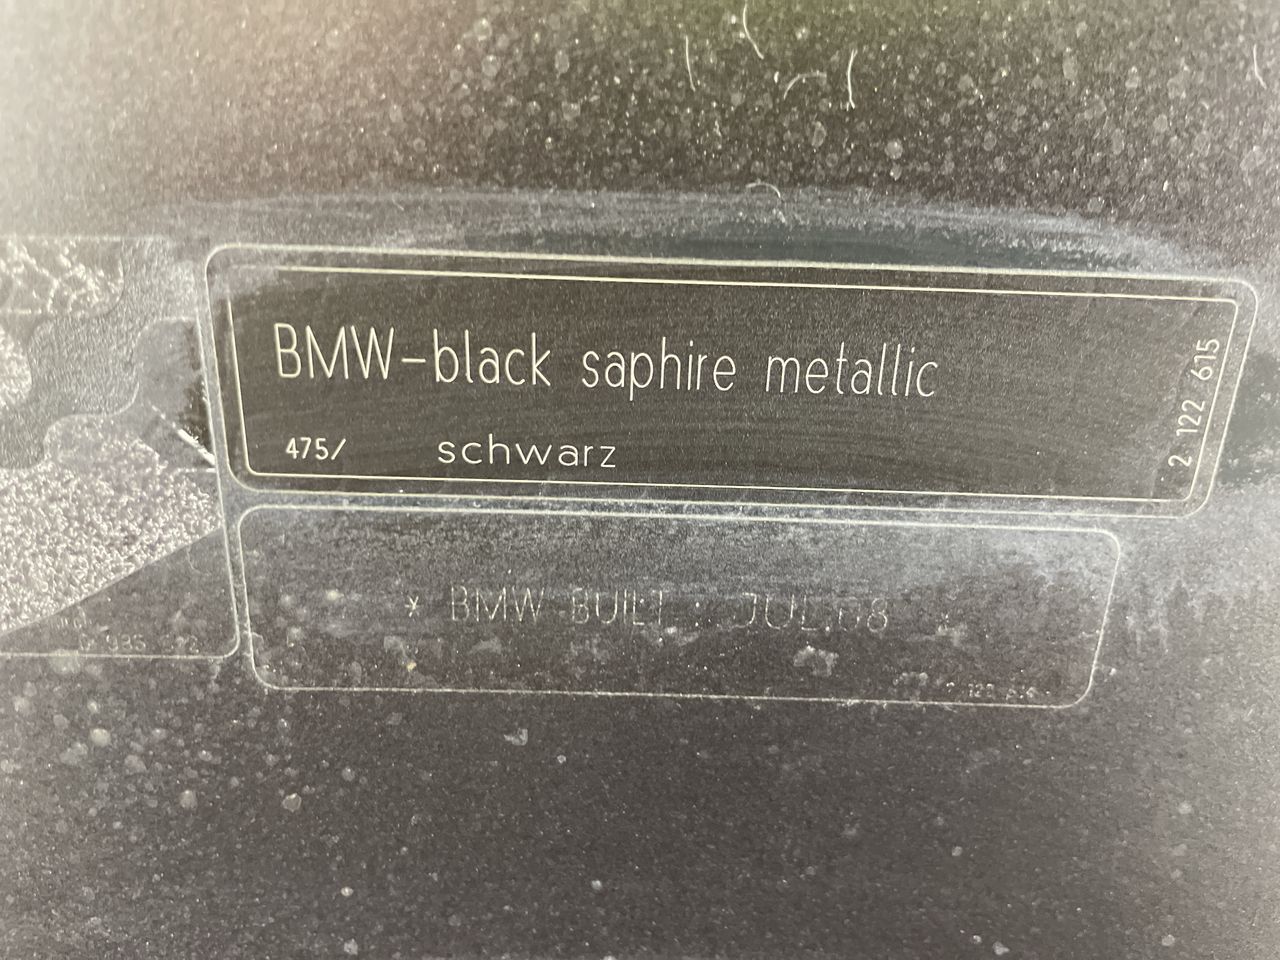 BMW-black saphire metallic
475/ schwarz
2 122 615
* BMW BUILT : JUL.08 *